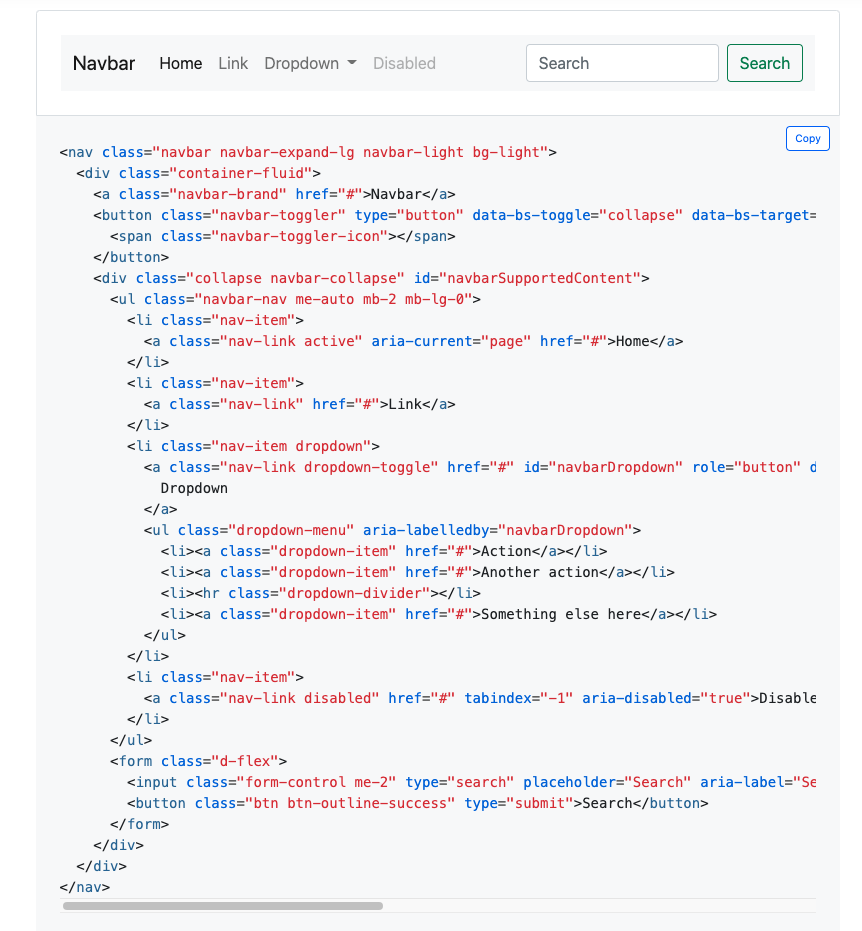 Navbar Home Link Dropdown Disabled Search Search
Copy
<nav class="navbar navbar-expand-lg navbar-light bg-light">
  <div class="container-fluid">
    <a class="navbar-brand" href="#">Navbar</a>
    <button class="navbar-toggler" type="button" data-bs-toggle="collapse" data-bs-target=
      <span class="navbar-toggler-icon"></span>
    </button>
    <div class="collapse navbar-collapse" id="navbarSupportedContent">
      <ul class="navbar-nav me-auto mb-2 mb-lg-0">
        <li class="nav-item">
          <a class="nav-link active" aria-current="page" href="#">Home</a>
        </li>
        <li class="nav-item">
          <a class="nav-link" href="#">Link</a>
        </li>
        <li class="nav-item dropdown">
          <a class="nav-link dropdown-toggle" href="#" id="navbarDropdown" role="button" d
            Dropdown
          </a>
          <ul class="dropdown-menu" aria-labelledby="navbarDropdown">
            <li><a class="dropdown-item" href="#">Action</a></li>
            <li><a class="dropdown-item" href="#">Another action</a></li>
            <li><hr class="dropdown-divider"></li>
            <li><a class="dropdown-item" href="#">Something else here</a></li>
          </ul>
        </li>
        <li class="nav-item">
          <a class="nav-link disabled" href="#" tabindex="-1" aria-disabled="true">Disable
        </li>
      </ul>
      <form class="d-flex">
        <input class="form-control me-2" type="search" placeholder="Search" aria-label="Se
        <button class="btn btn-outline-success" type="submit">Search</button>
      </form>
    </div>
  </div>
</nav>